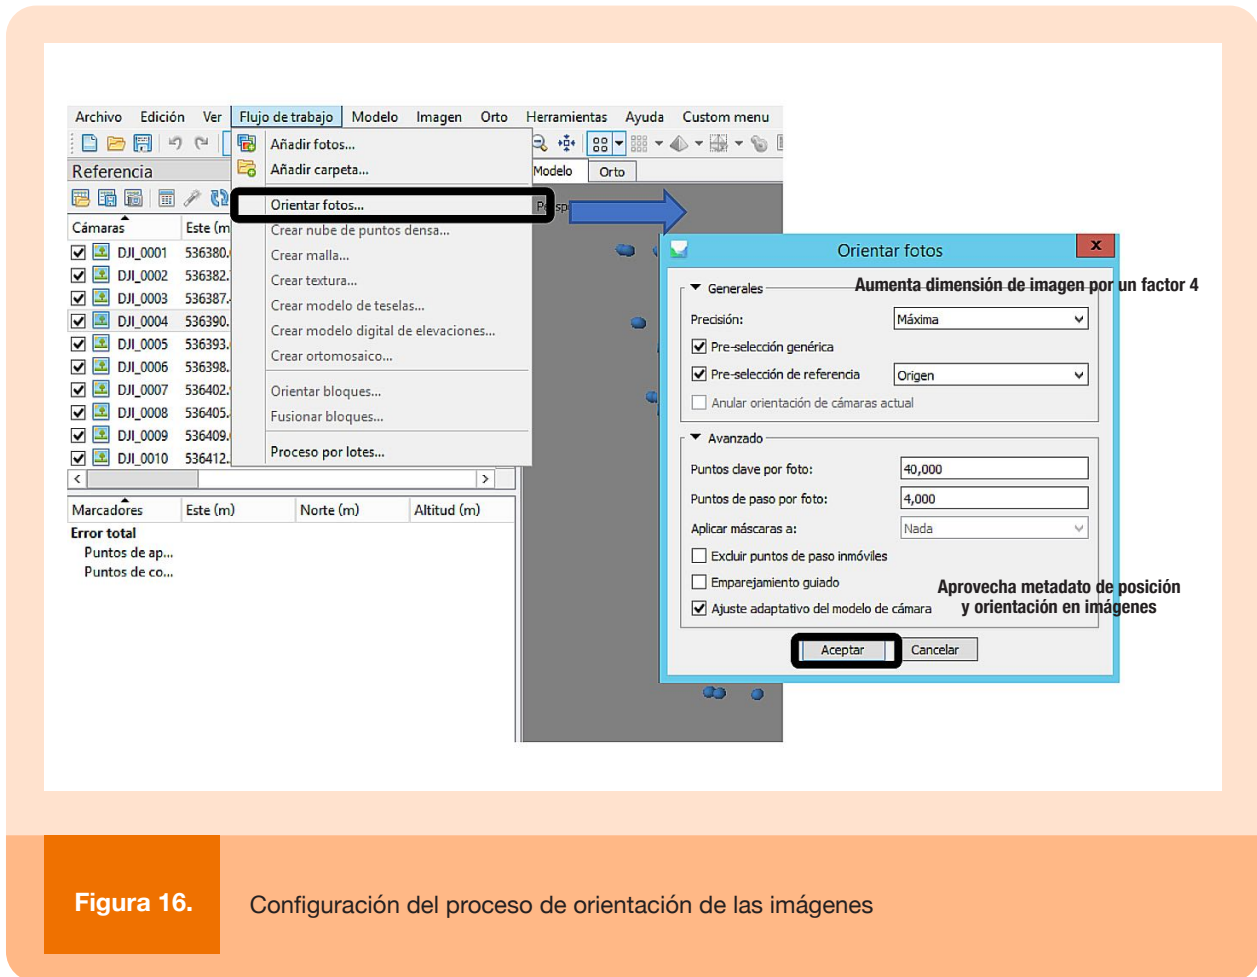 Archivo Edición Ver Flujo de trabajo Modelo Imagen Orto Herramientas Ayuda Custom menu
Referencia
Añadir fotos...
Añadir carpeta...
Orientar fotos...
Crear nube de puntos densa...
Crear malla...
Crear textura...
Crear modelo de teselas...
Crear modelo digital de elevaciones...
Crear ortomosaico...
Orientar bloques...
Fusionar bloques...
Proceso por lotes...
Modelo Orto
Cámaras Este (m
DJI_0001 536380.
DJI_0002 536382.
DJI_0003 536387.
DJI_0004 536390.
DJI_0005 536393.
DJI_0006 536398.
DJI_0007 536402.
DJI_0008 536405.
DJI_0009 536409.
DJI_0010 536412.
Marcadores Este (m) Norte (m) Altitud (m)
Error total
Puntos de ap...
Puntos de co...
Orientar fotos
x
Aumenta dimensión de imagen por un factor 4
Generales
Precisión: Máxima
Pre-selección genérica
Pre-selección de referencia Origen
Anular orientación de cámaras actual
Avanzado
Puntos clave por foto: 40,000
Puntos de paso por foto: 4,000
Aplicar máscaras a: Nada
Excluir puntos de paso inmóviles
Emparejamiento guiado
Ajuste adaptativo del modelo de cámara
Aprovecha metadato de posición
y orientación en imágenes
Aceptar Cancelar
Figura 16. Configuración del proceso de orientación de las imágenes